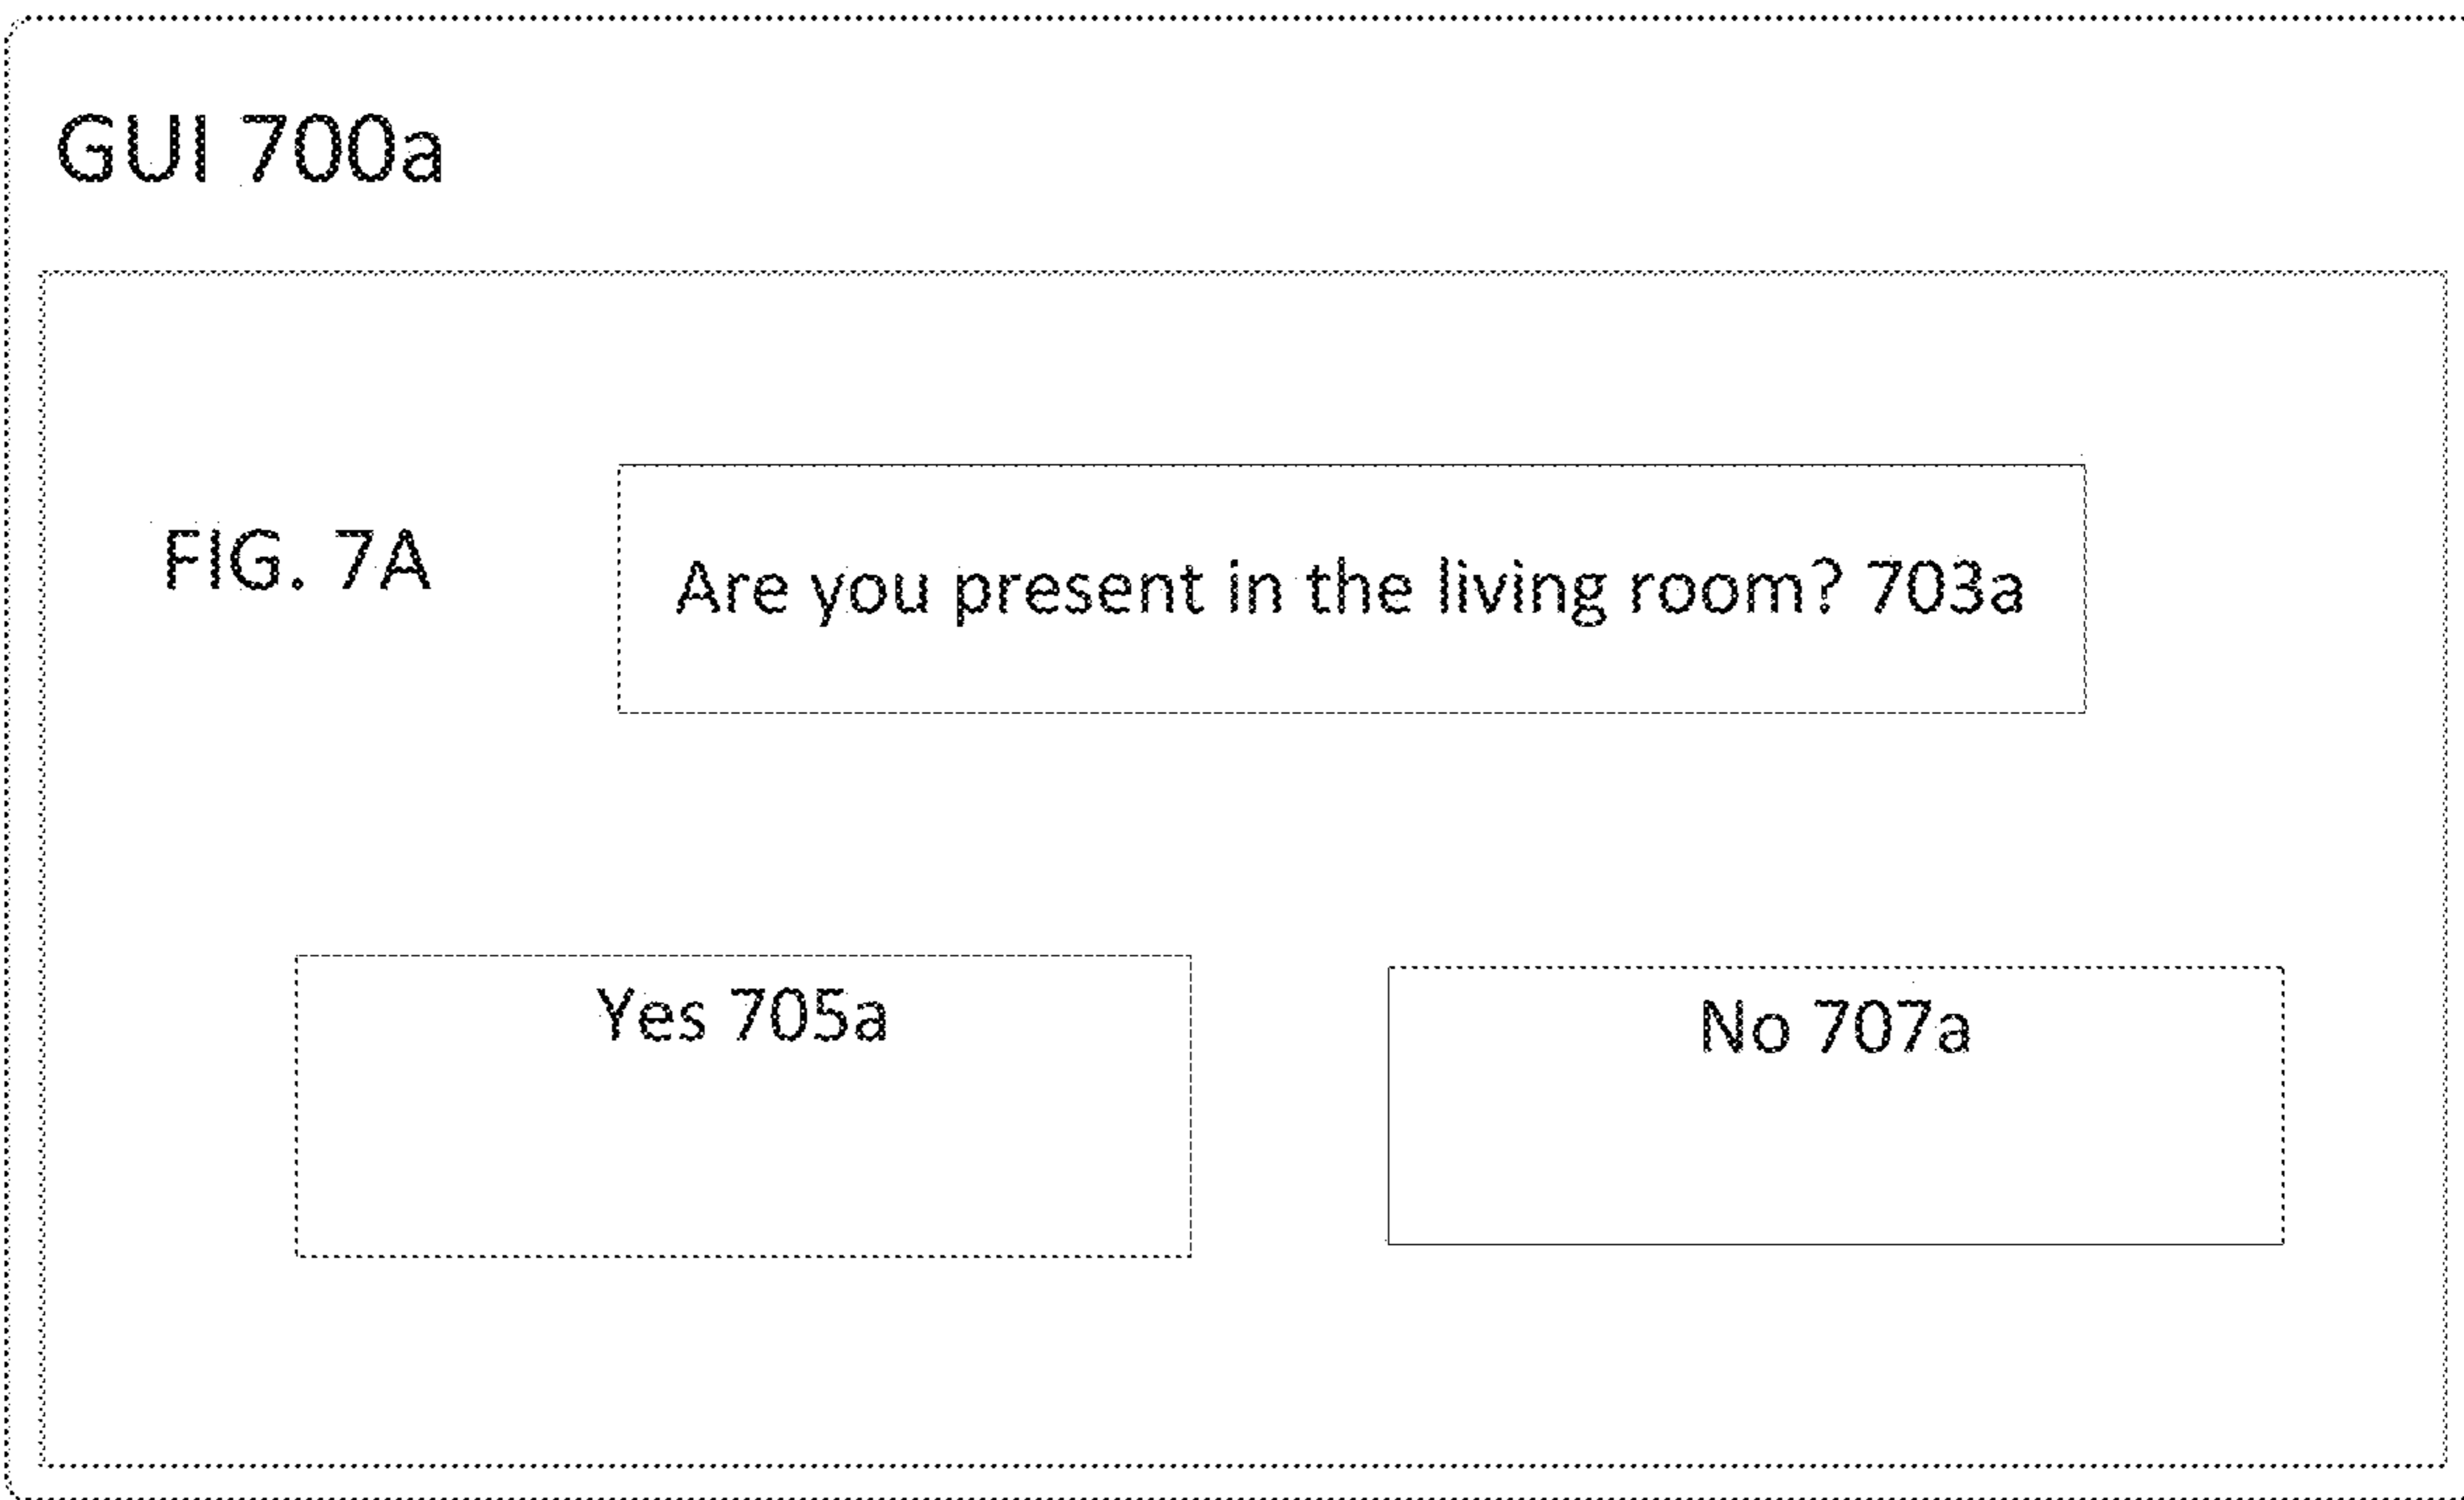 GUI 700a
FIG. 7A
Are you present in the living room? 703a
Yes 705a
No 707a